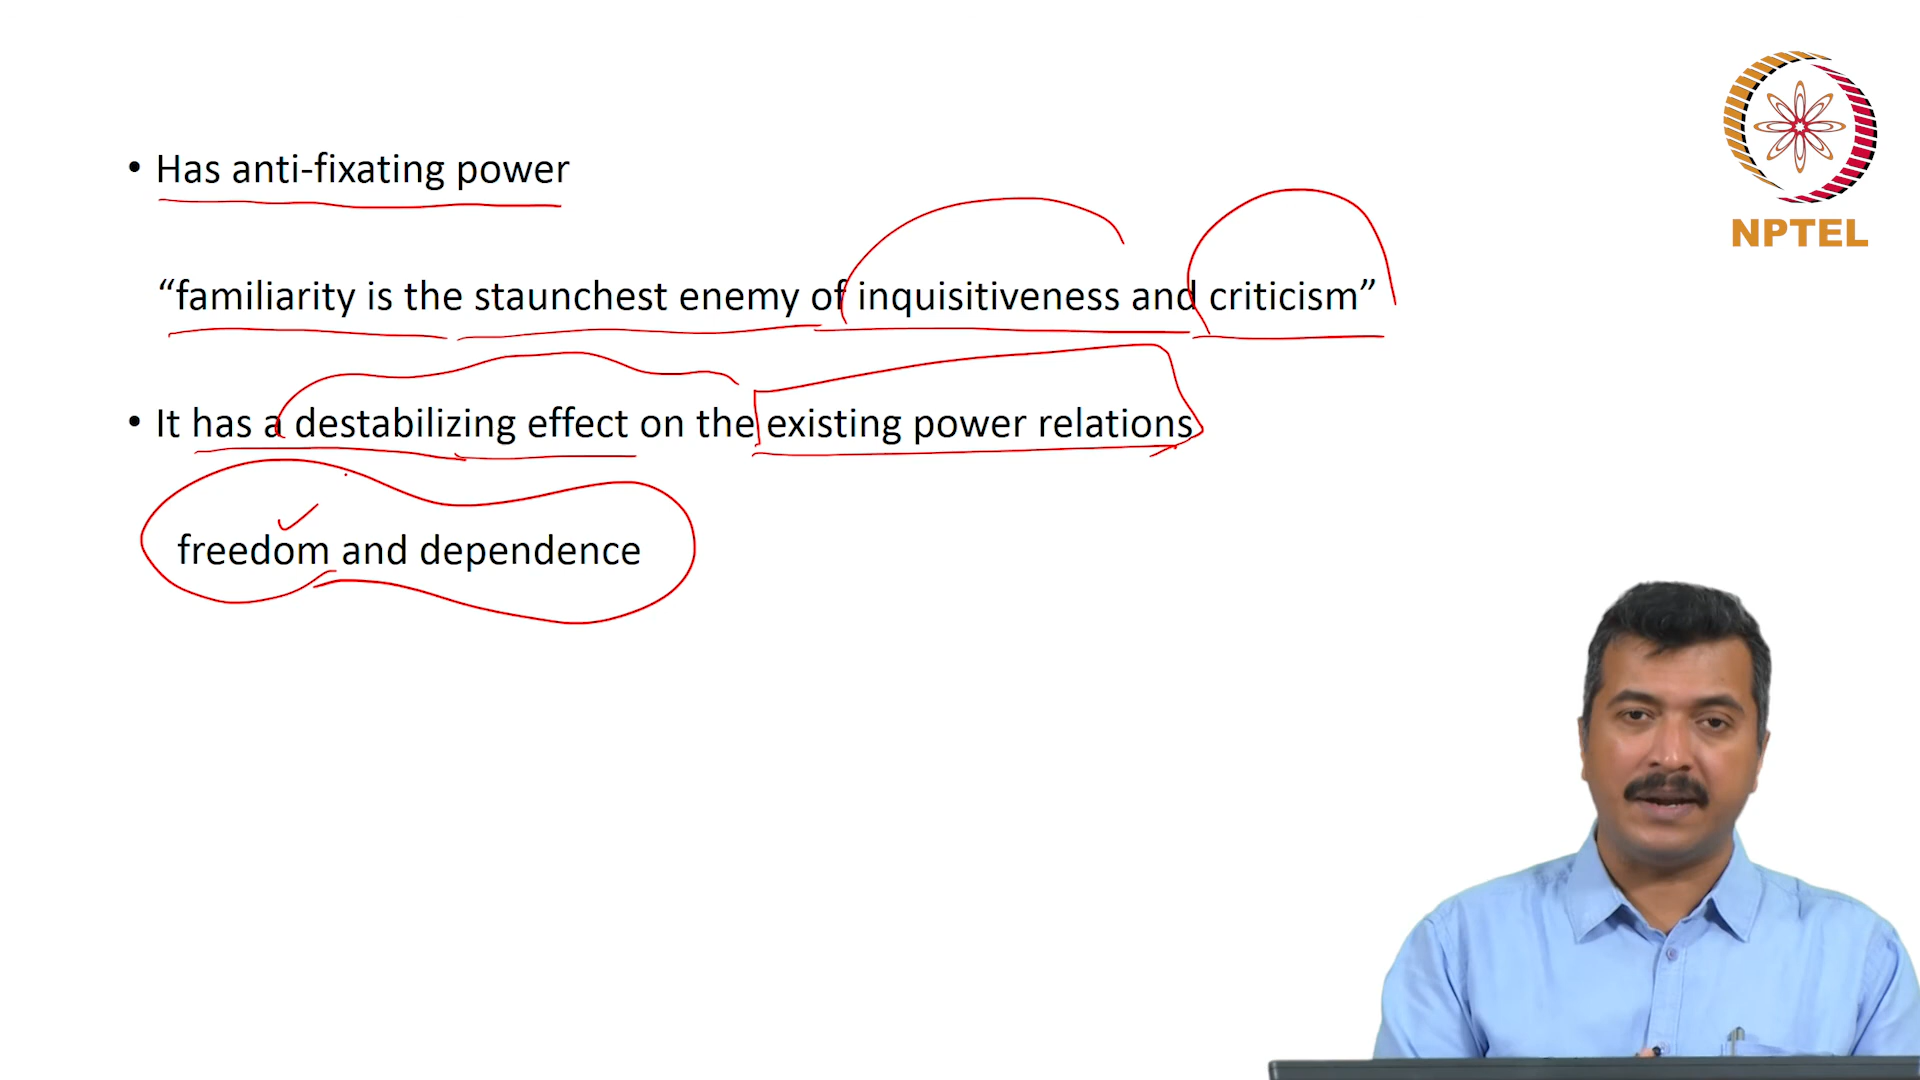 • Has anti-fixating power
“familiarity is the staunchest enemy of inquisitiveness and criticism”
• It has a destabilizing effect on the existing power relations
freedom and dependence
NPTEL